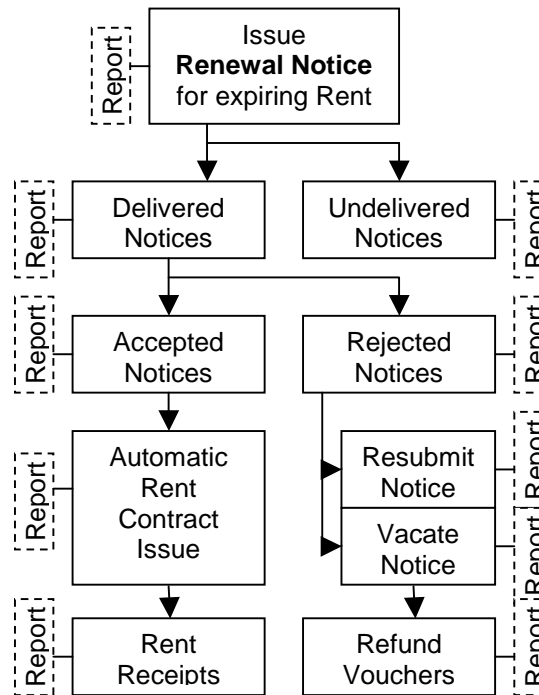 Report
Issue
Renewal Notice
for expiring Rent
Report
Delivered
Notices
Undelivered
Notices
Report
Report
Accepted
Notices
Rejected
Notices
Report
Report
Automatic
Rent
Contract
Issue
Resubmit
Notice
Report
Vacate
Notice
Report
Report
Rent
Receipts
Refund
Vouchers
Report